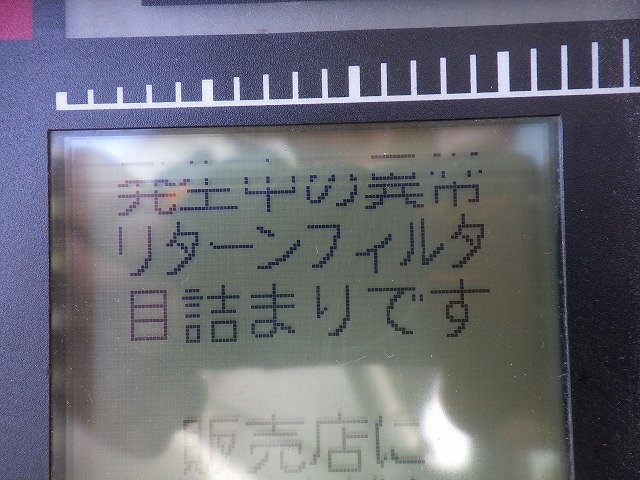 発生中の異常
リターンフィルタ
目詰まりです
販売店に